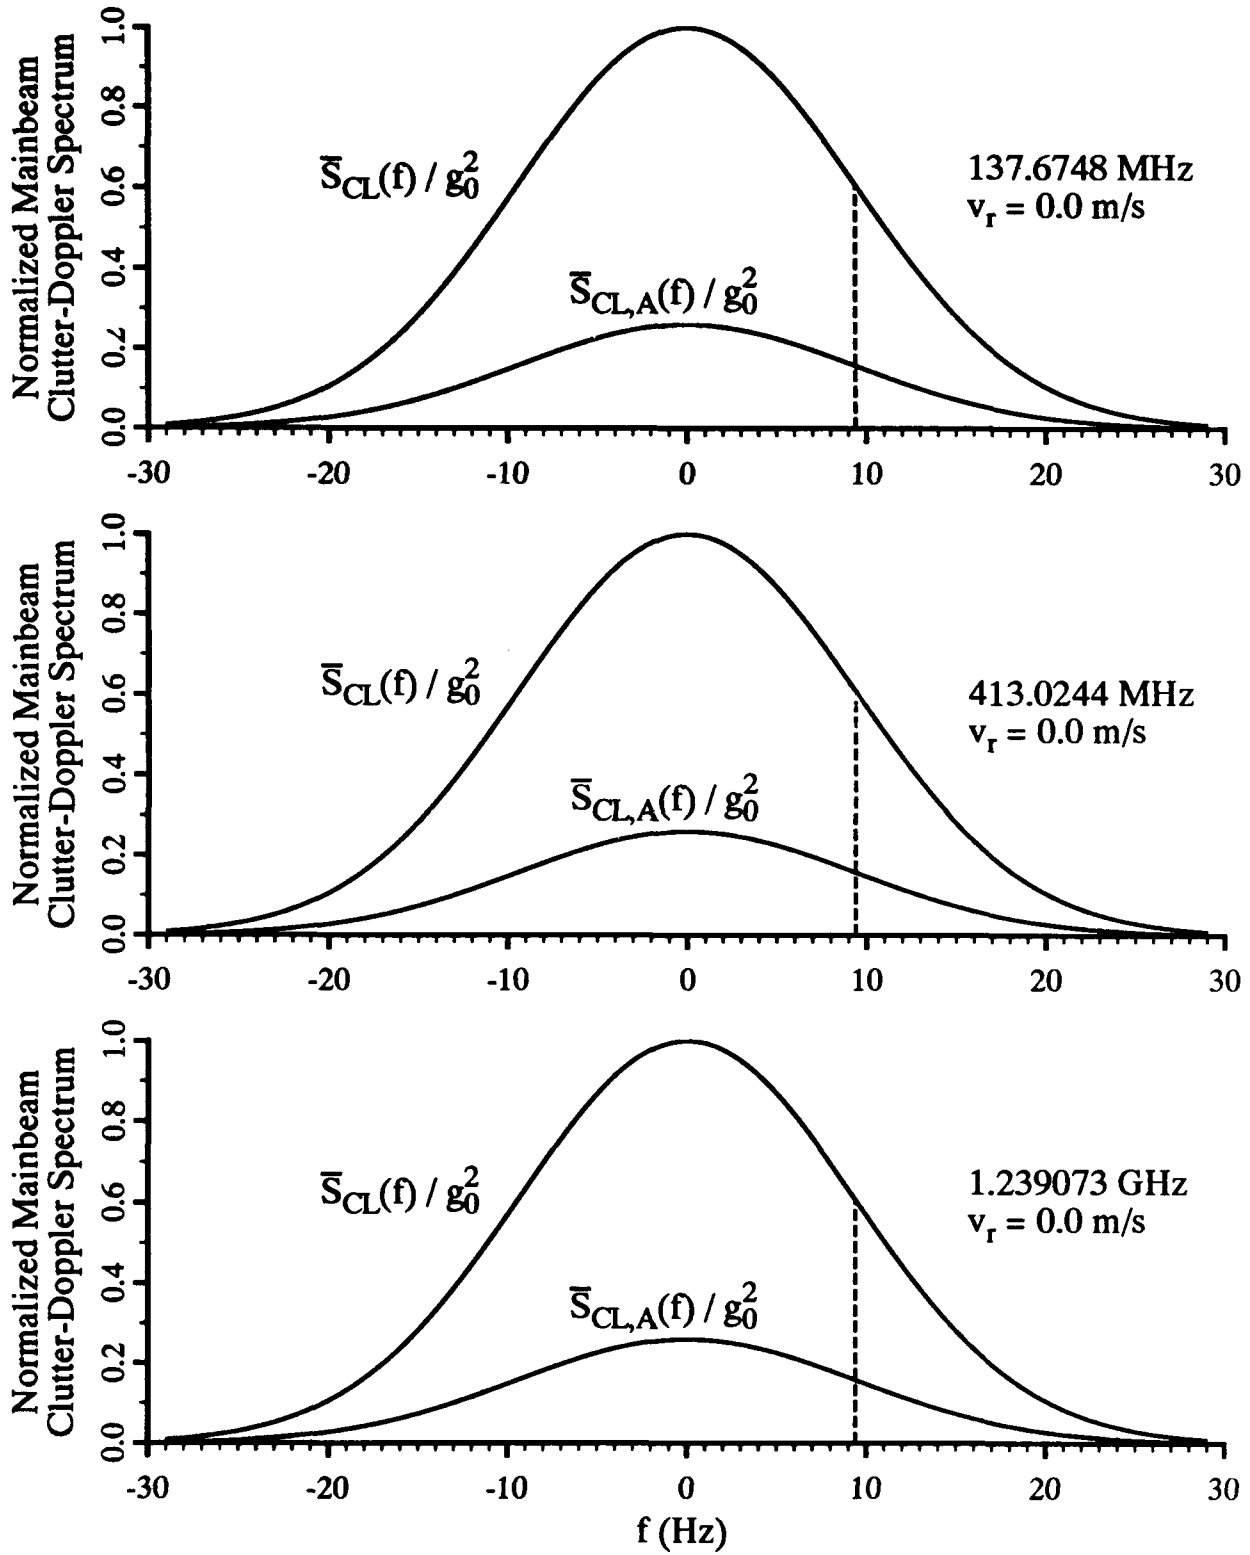 Normalized Mainbeam
Clutter-Doppler Spectrum
1.0
0.8
0.6
0.4
0.2
0.0
S̅CL(f) / g₀²
S̅CL,A(f) / g₀²
137.6748 MHz
vᵣ = 0.0 m/s
-30 -20 -10 0 10 20 30
Normalized Mainbeam
Clutter-Doppler Spectrum
1.0
0.8
0.6
0.4
0.2
0.0
S̅CL(f) / g₀²
S̅CL,A(f) / g₀²
413.0244 MHz
vᵣ = 0.0 m/s
-30 -20 -10 0 10 20 30
Normalized Mainbeam
Clutter-Doppler Spectrum
1.0
0.8
0.6
0.4
0.2
0.0
S̅CL(f) / g₀²
S̅CL,A(f) / g₀²
1.239073 GHz
vᵣ = 0.0 m/s
-30 -20 -10 0 10 20 30
f (Hz)